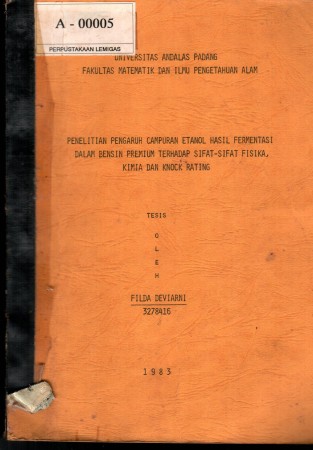 A - 00005
PERPUSTAKAAN LEMIGAS
UNIVERSITAS ANDALAS PADANG
FAKULTAS MATEMATIK DAN ILMU PENGETAHUAN ALAM
PENELITIAN PENGARUH CAMPURAN ETANOL HASIL FERMENTASI
DALAM BENSIN PREMIUM TERHADAP SIFAT-SIFAT FISIKA,
KIMIA DAN KNOCK RATING
TESIS
O
L
E
H
FILDA DEVIARNI
3278416
1983